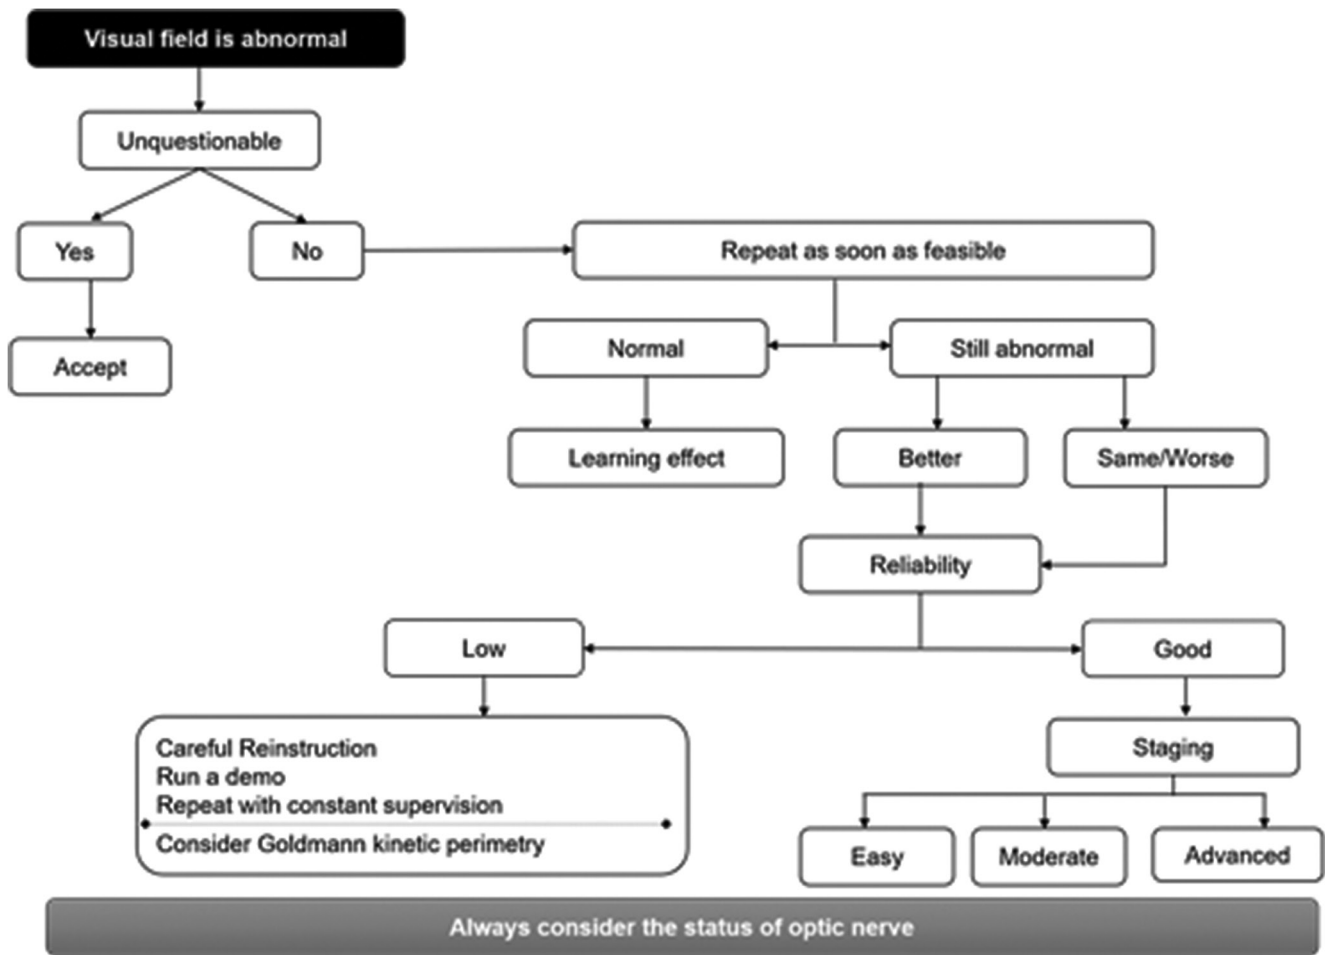 Visual field is abnormal
Unquestionable
Yes
No
Repeat as soon as feasible
Accept
Normal
Still abnormal
Learning effect
Better
Same/Worse
Reliability
Low
Good
Careful Reinstruction
Run a demo
Repeat with constant supervision
Consider Goldmann kinetic perimetry
Staging
Easy
Moderate
Advanced
Always consider the status of optic nerve